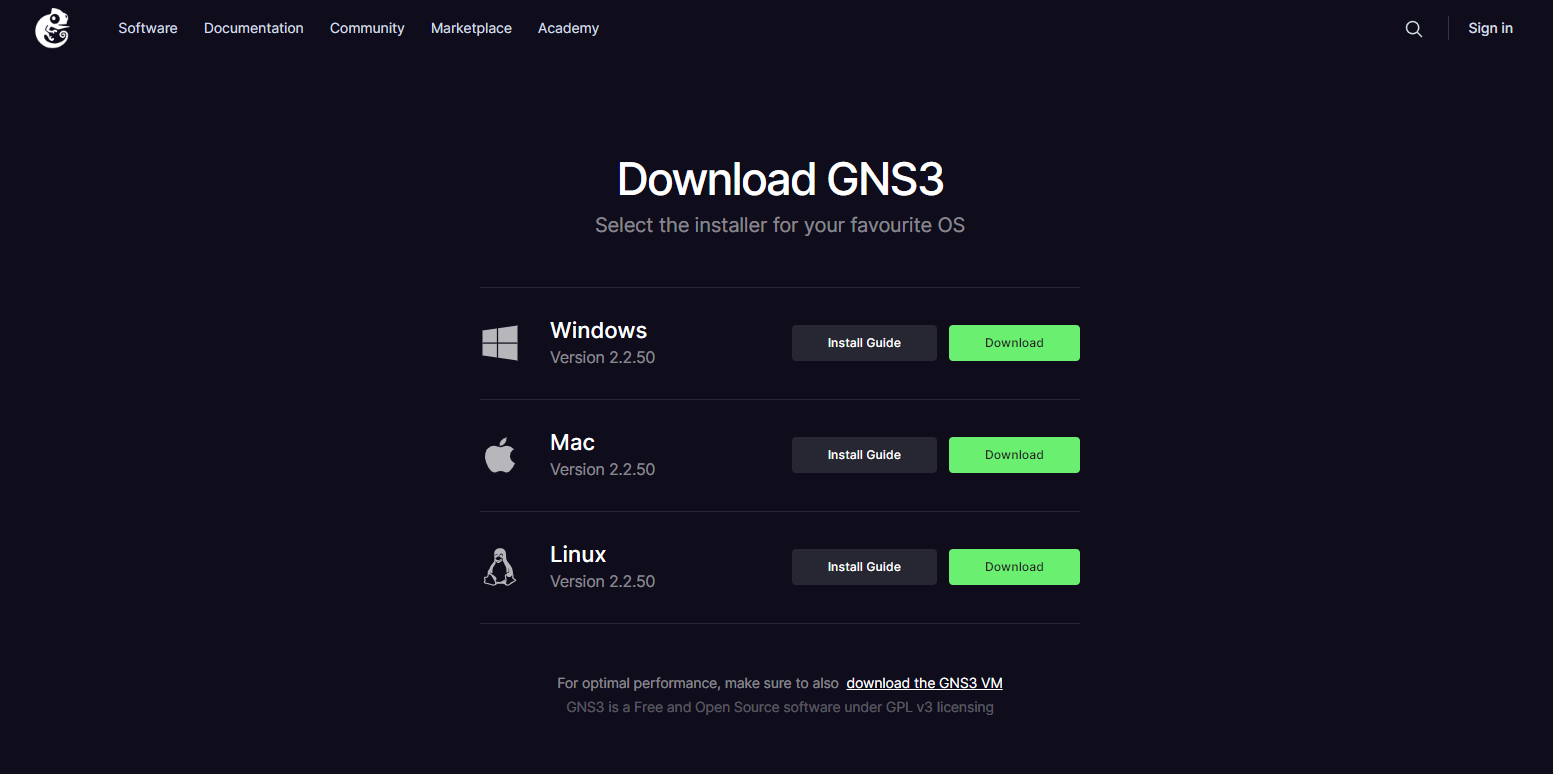 Software Documentation Community Marketplace Academy Sign in
Download GNS3
Select the installer for your favourite OS
Windows
Version 2.2.50
Install Guide Download
Mac
Version 2.2.50
Install Guide Download
Linux
Version 2.2.50
Install Guide Download
For optimal performance, make sure to also download the GNS3 VM
GNS3 is a Free and Open Source software under GPL v3 licensing